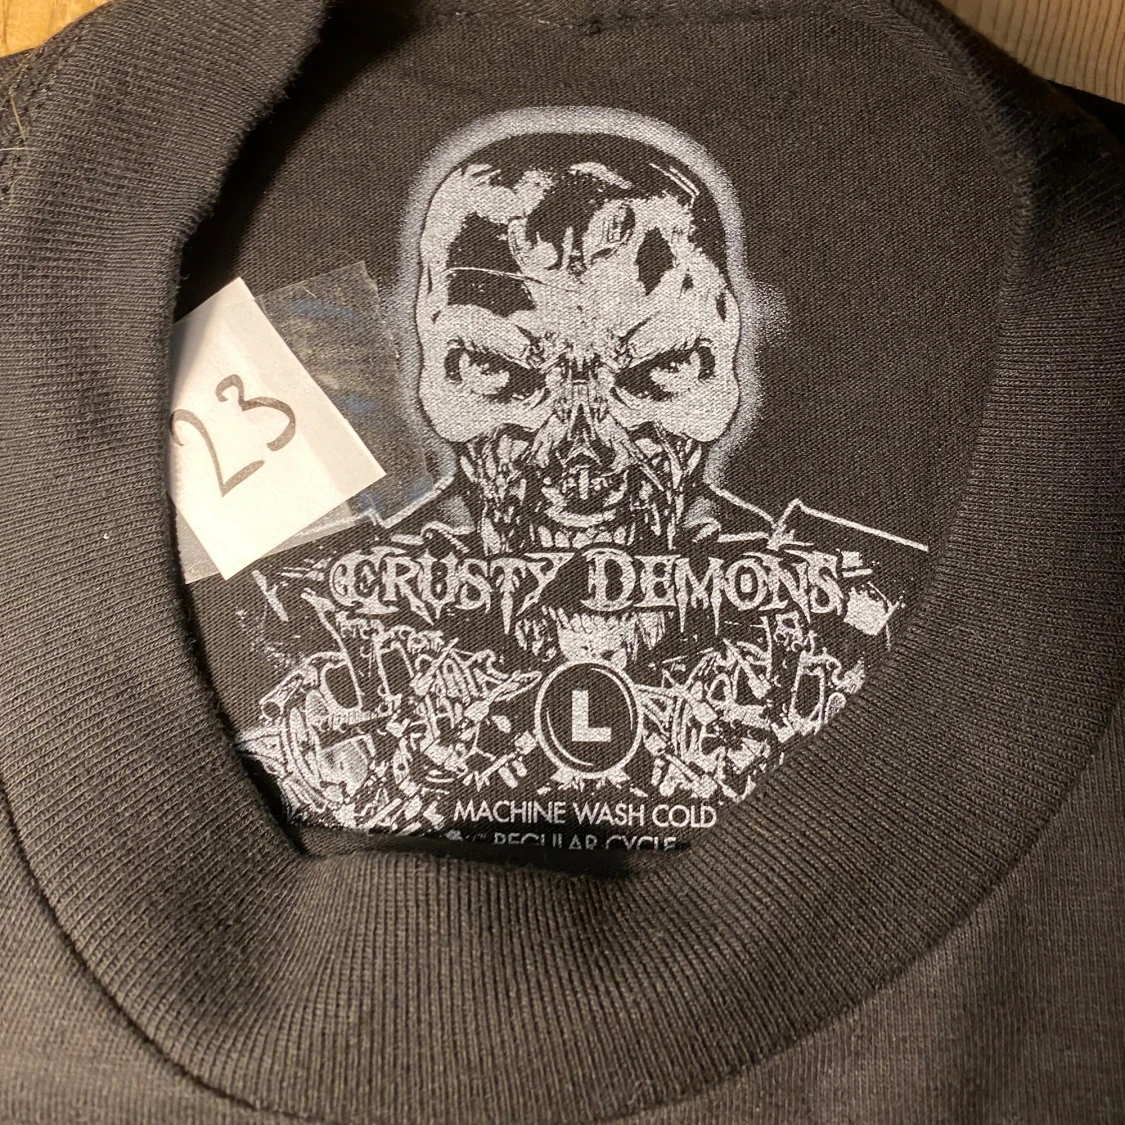 23
CRUSTY DEMONS
L
MACHINE WASH COLD
REGULAR CYCLE